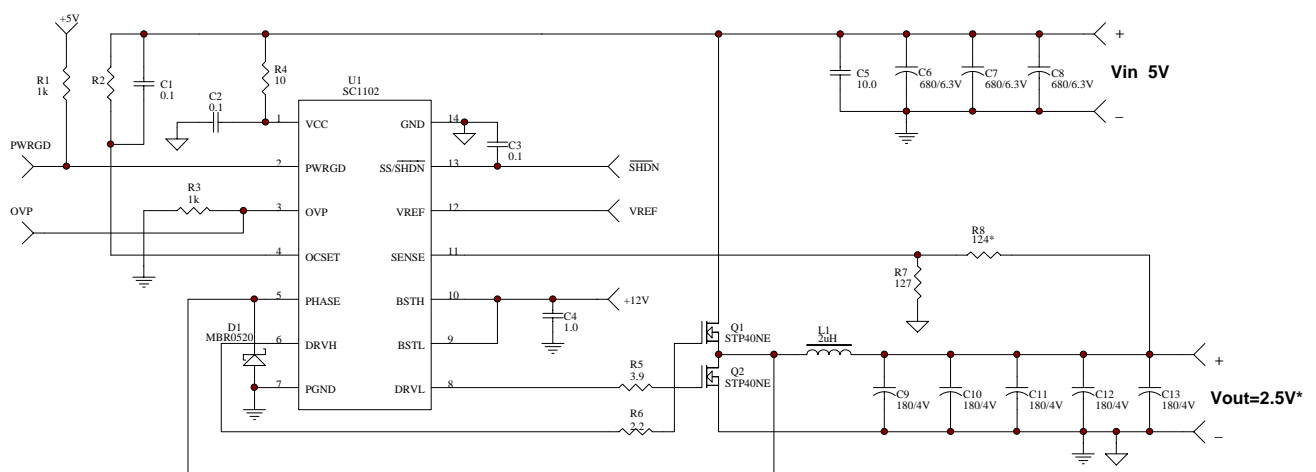 +5V
R1
1k
R2
C1
0.1
R4
10
C2
0.1
U1
SC1102
1
VCC
2
PWRGD
3
OVP
4
OCSET
5
PHASE
6
DRVH
7
PGND
14
GND
13
SS/SHDN
12
VREF
11
SENSE
10
BSTH
9
BSTL
8
DRVL
PWRGD
OVP
R3
1k
D1
MBR0520
C3
0.1
SHDN
VREF
C4
1.0
+12V
R5
3.9
R6
2.2
Q1
STP40NE
Q2
STP40NE
L1
2uH
R7
127
R8
124*
C5
10.0
C6
680/6.3V
C7
680/6.3V
C8
680/6.3V
+
Vin 5V
_
C9
180/4V
C10
180/4V
C11
180/4V
C12
180/4V
C13
180/4V
+
Vout=2.5V*
_